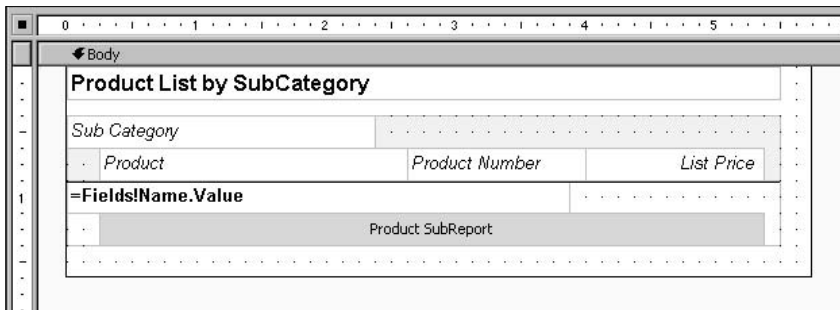 0 1 2 3 4 5
Body
Product List by SubCategory
Sub Category
Product Product Number List Price
1
=Fields!Name.Value
Product SubReport